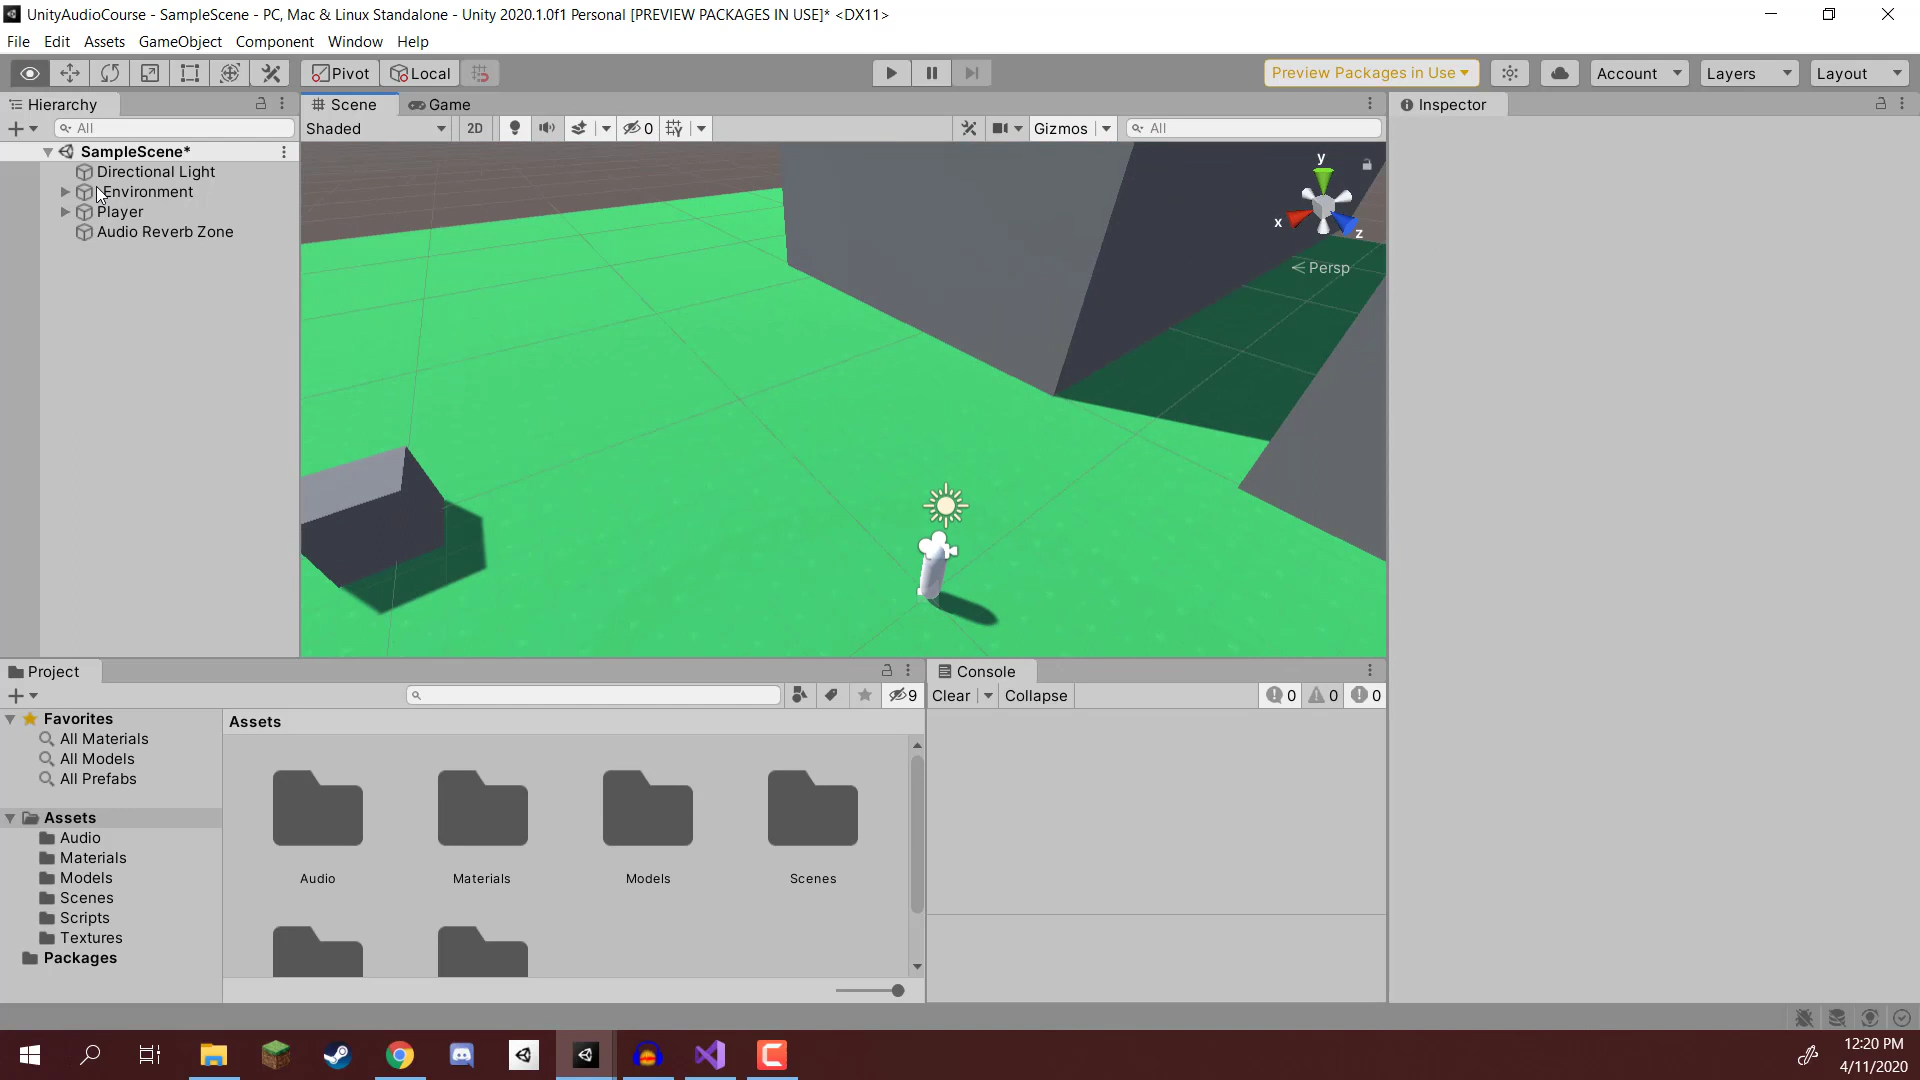 UnityAudioCourse - SampleScene - PC, Mac & Linux Standalone - Unity 2020.1.0f1 Personal [PREVIEW PACKAGES IN USE]* <DX11>
File Edit Assets GameObject Component Window Help
Pivot Local Preview Packages in Use Account Layers Layout
Hierarchy Scene Game Inspector
All Shaded 2D 0 Gizmos All
SampleScene*
Directional Light
Environment
Player
Audio Reverb Zone
y
x
z
Persp
Project Console
9 Clear Collapse 0 0 0
Favorites
All Materials
All Models
All Prefabs
Assets
Audio
Materials
Models
Scenes
Scripts
Textures
Packages
Assets
Audio Materials Models Scenes
12:20 PM
4/11/2020